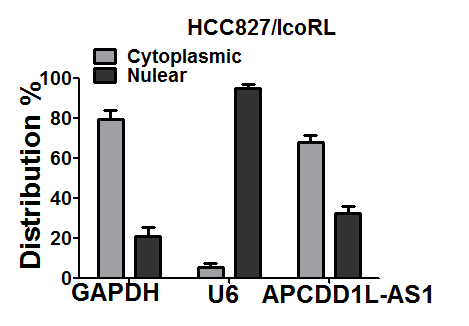 HCC827/IcoRL
Cytoplasmic
Nulear
Distribution %
100
80
60
40
20
0
GAPDH U6 APCDD1L-AS1